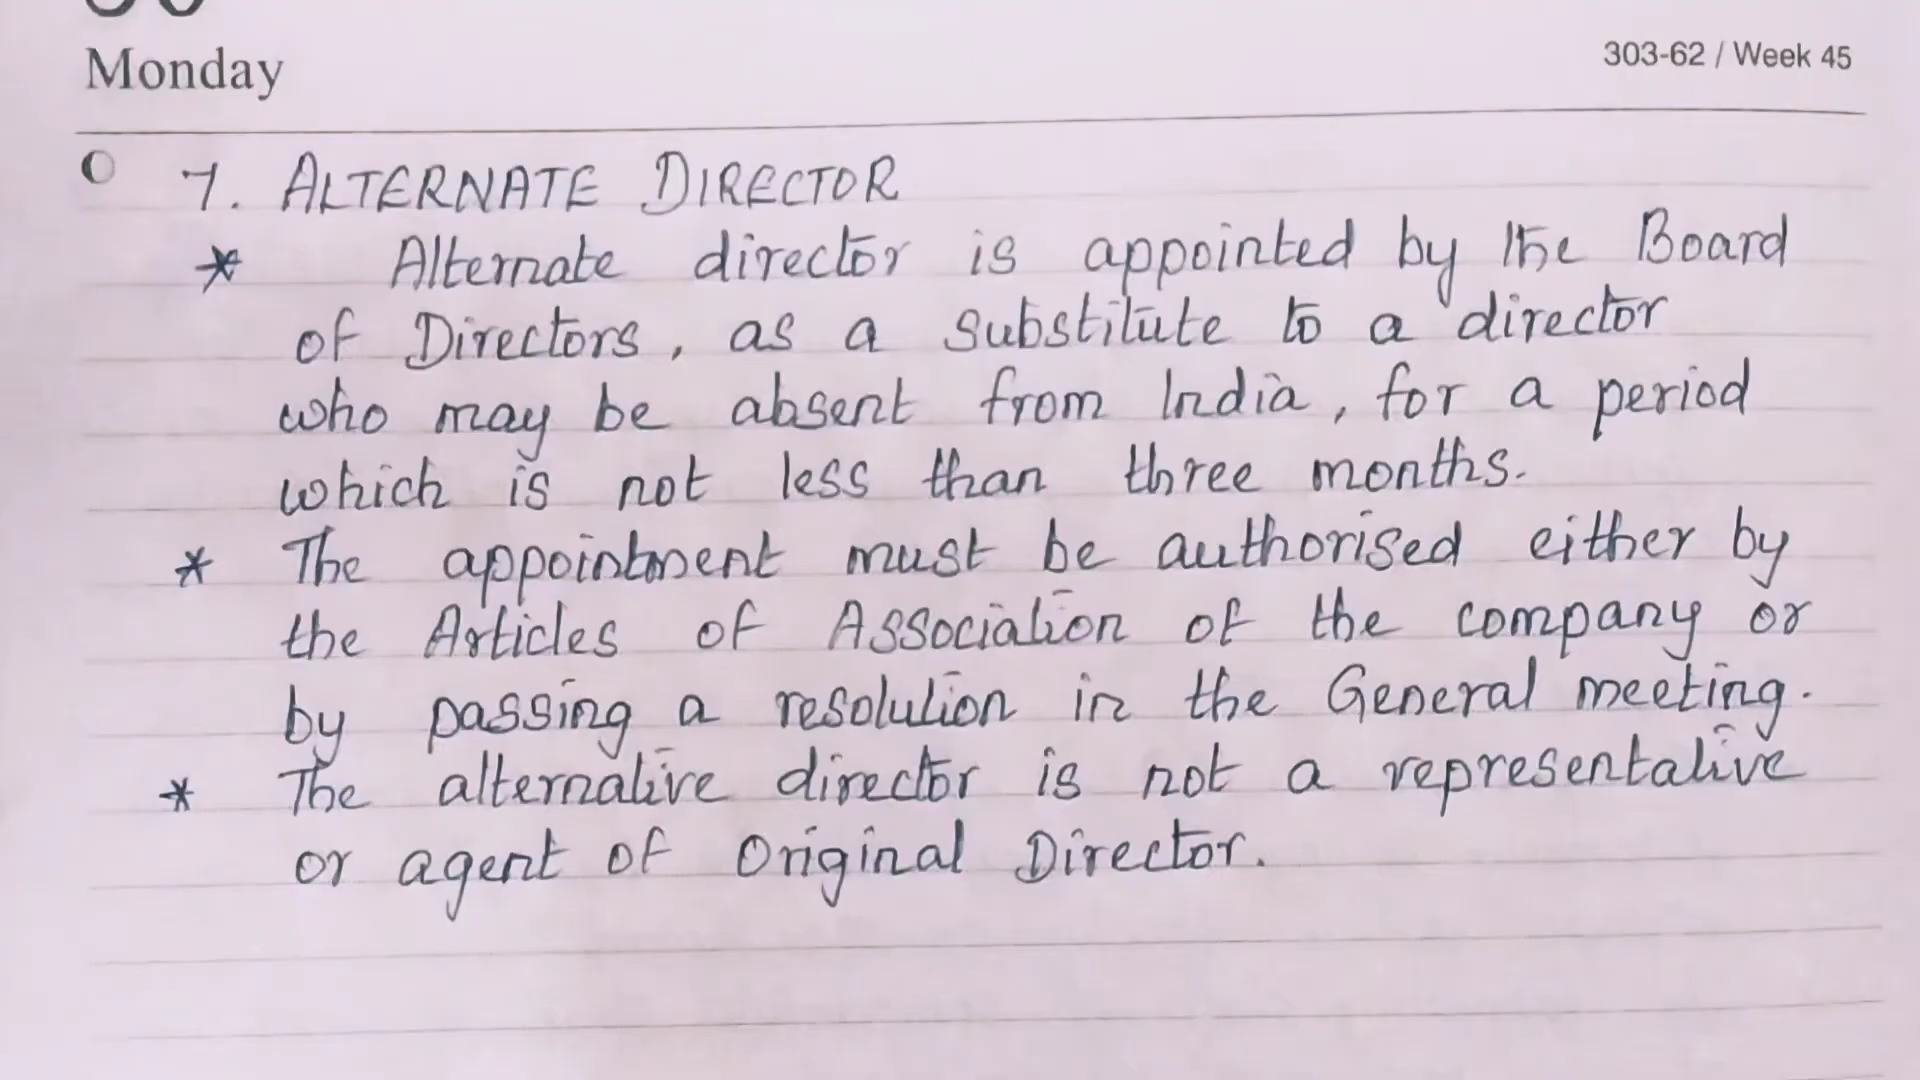 Monday
303-62 / Week 45
7. ALTERNATE DIRECTOR
* Alternate director is appointed by the Board
of Directors, as a substitute to a director
who may be absent from India, for a period
which is not less than three months.
* The appointment must be authorised either by
the Articles of Association of the company or
by passing a resolution in the General meeting.
* The alternative director is not a representative
or agent of Original Director.